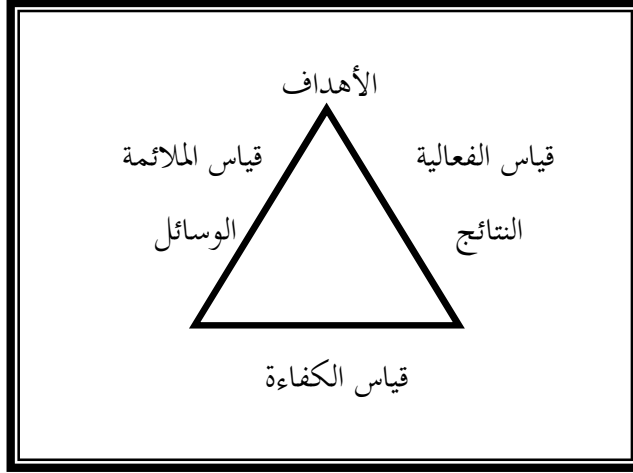 الأهداف
قياس الفعالية
قياس الملائمة
النتائج
الوسائل
قياس الكفاءة